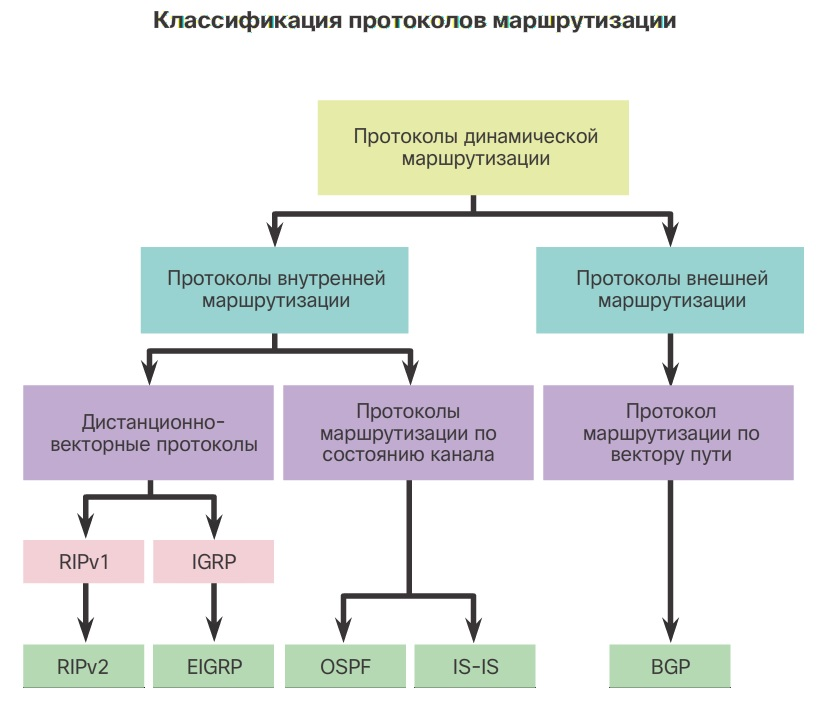 Классификация протоколов маршрутизации
Протоколы динамической
маршрутизации
Протоколы внутренней
маршрутизации
Протоколы внешней
маршрутизации
Дистанционно-
векторные протоколы
Протоколы
маршрутизации по
состоянию канала
Протокол
маршрутизации по
вектору пути
RIPv1
IGRP
RIPv2
EIGRP
OSPF
IS-IS
BGP